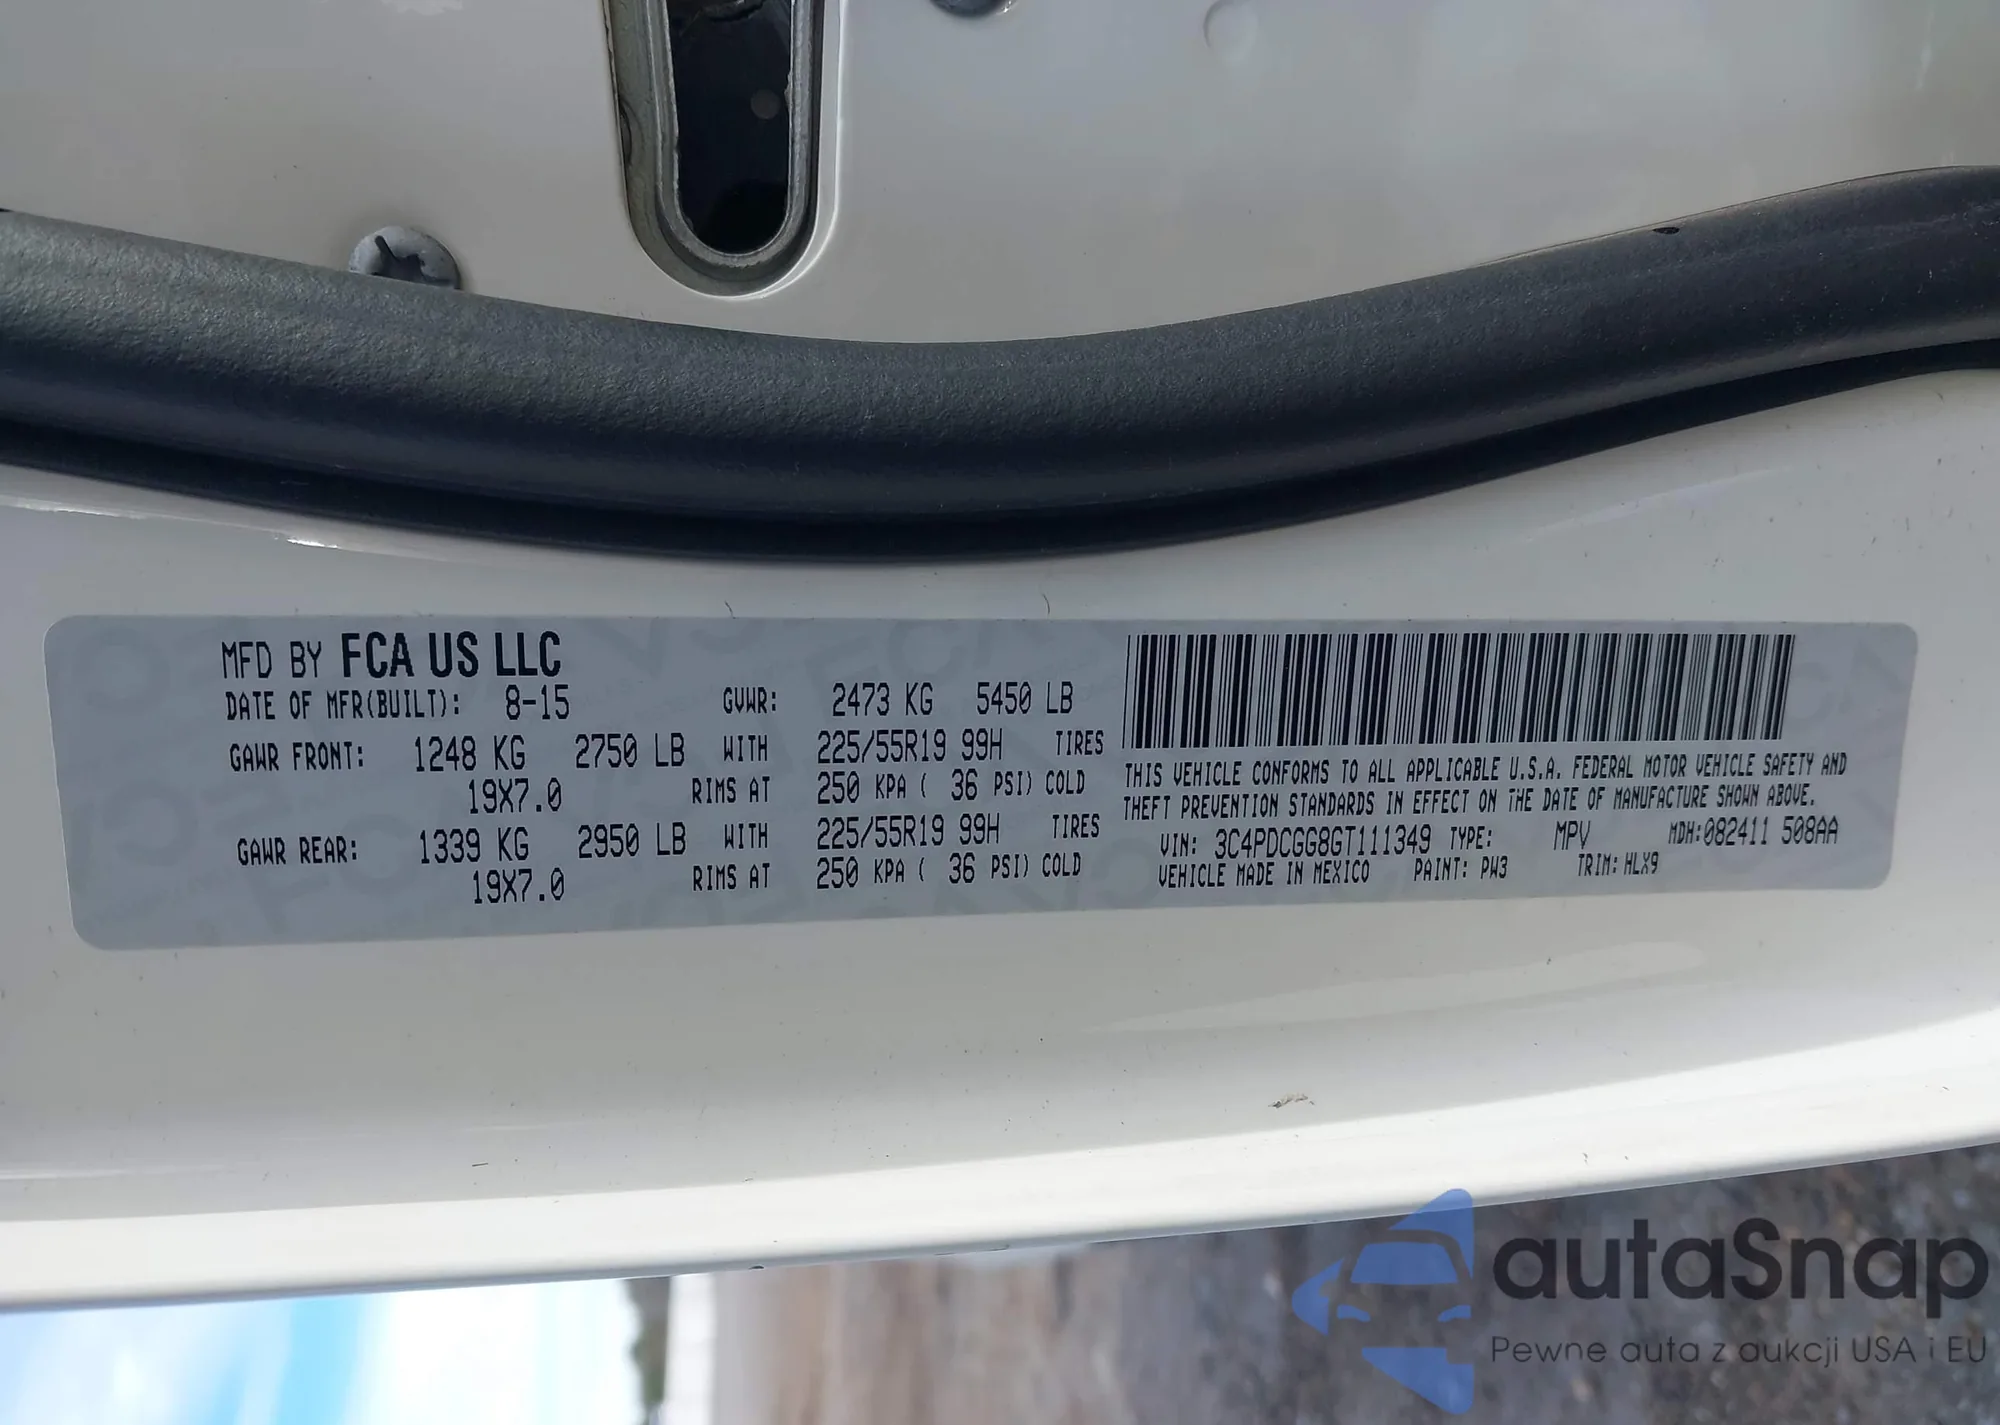 MFD BY FCA US LLC
DATE OF MFR(BUILT): 8-15 GVWR: 2473 KG 5450 LB
GAWR FRONT: 1248 KG 2750 LB WITH 225/55R19 99H TIRES
19X7.0 RIMS AT 250 KPA ( 36 PSI) COLD
GAWR REAR: 1339 KG 2950 LB WITH 225/55R19 99H TIRES
19X7.0 RIMS AT 250 KPA ( 36 PSI) COLD
THIS VEHICLE CONFORMS TO ALL APPLICABLE U.S.A. FEDERAL MOTOR VEHICLE SAFETY AND
THEFT PREVENTION STANDARDS IN EFFECT ON THE DATE OF MANUFACTURE SHOWN ABOVE.
VIN: 3C4PDCGG8GT111349 TYPE: MPV MDH:082411 508AA
VEHICLE MADE IN MEXICO PAINT: PW3 TRIM: HLX9
autaSnap
Pewne auta z aukcji USA i EU